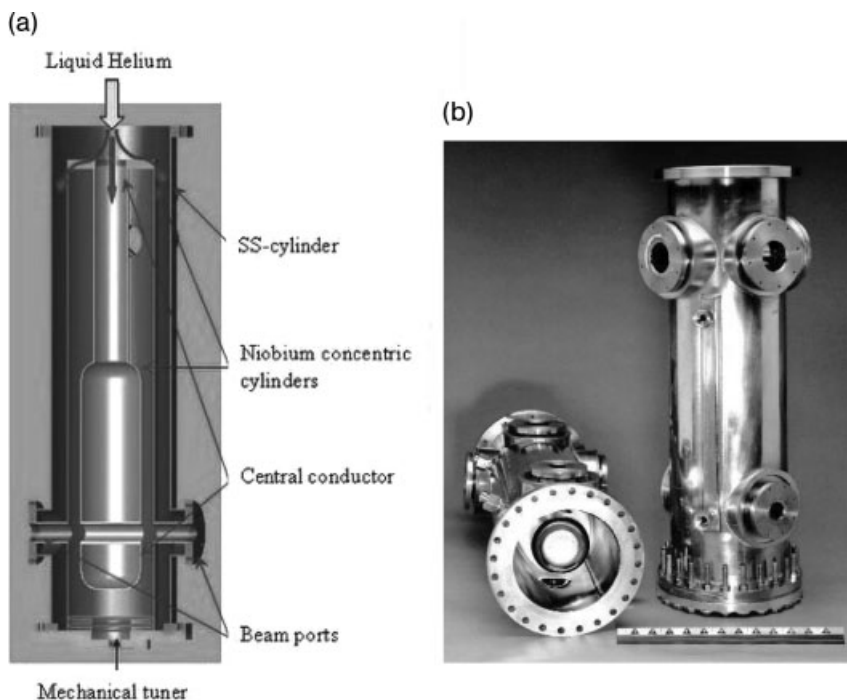 (a)
Liquid Helium
(b)
SS-cylinder
Niobium concentric
cylinders
Central conductor
Beam ports
Mechanical tuner